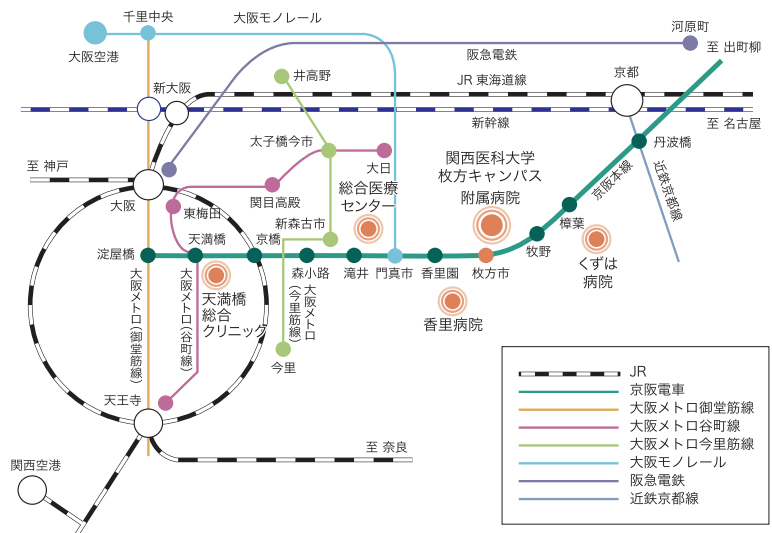 千里中央
大阪モノレール
大阪空港
河原町
至 出町柳
阪急電鉄
新大阪
井高野
JR 東海道線
京都
新幹線
至 名古屋
太子橋今市
大日
関西医科大学
枚方キャンパス
附属病院
丹波橋
京阪本線
近鉄京都線
至 神戸
大阪
東梅田
関目高殿
総合医療
センター
新森古市
樟葉
くずは
病院
牧野
淀屋橋
天満橋
京橋
森小路
滝井
門真市
香里園
枚方市
香里病院
大阪メトロ(御堂筋線)
大阪メトロ(谷町線)
天満橋
総合
クリニック
大阪メトロ
(今里筋線)
今里
天王寺
至 奈良
関西空港
JR
京阪電車
大阪メトロ御堂筋線
大阪メトロ谷町線
大阪メトロ今里筋線
大阪モノレール
阪急電鉄
近鉄京都線